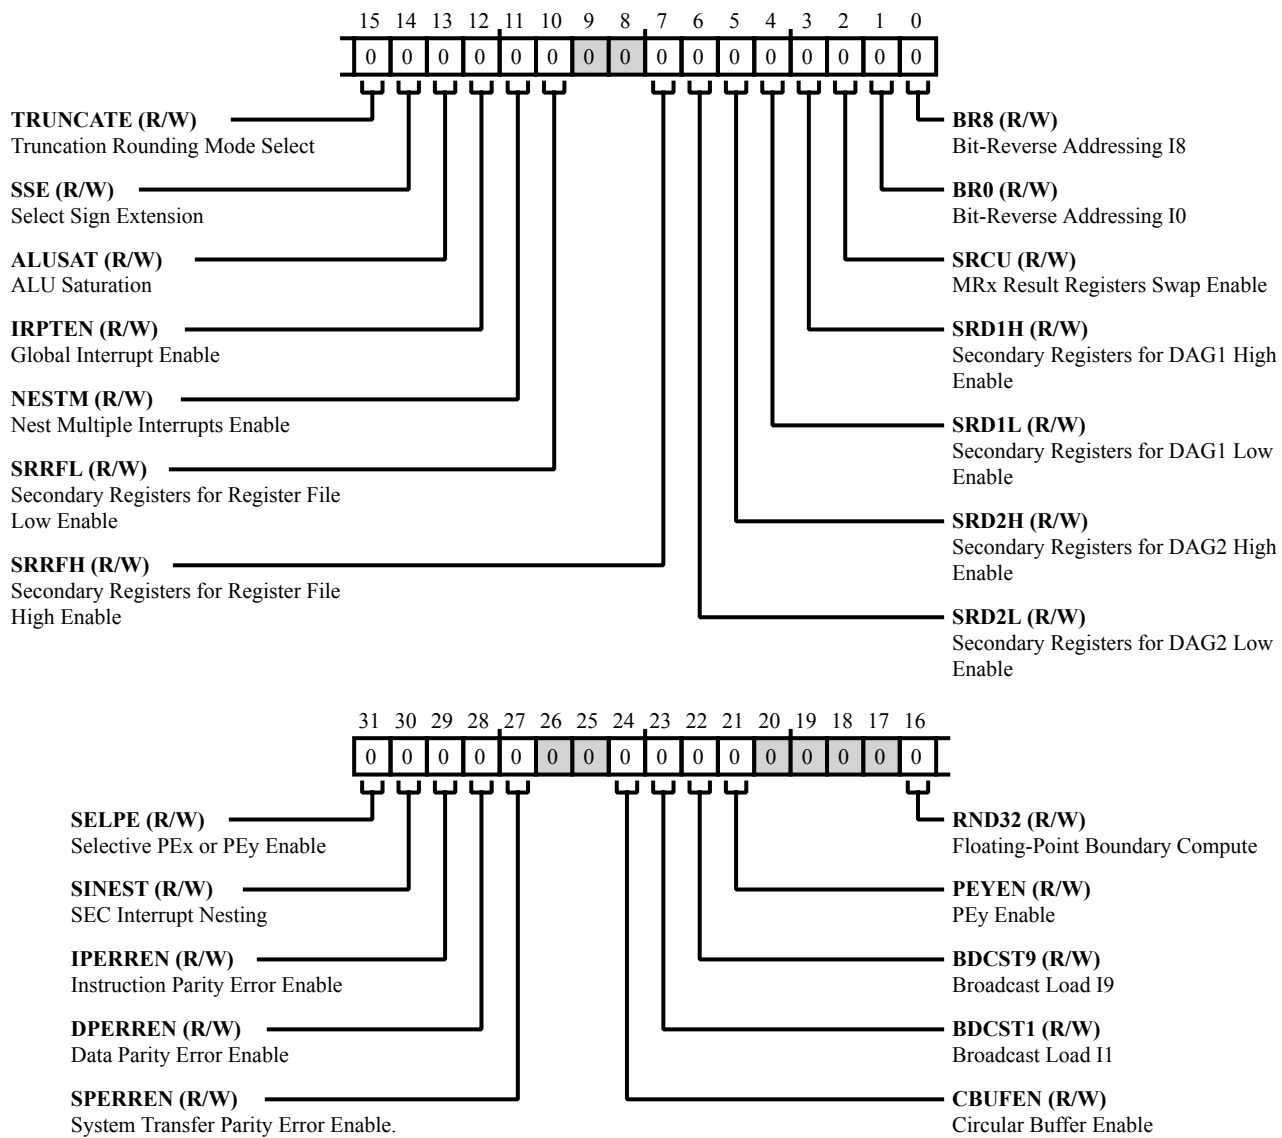 15 14 13 12 11 10 9 8 7 6 5 4 3 2 1 0
0 0 0 0 0 0 0 0 0 0 0 0 0 0 0 0
TRUNCATE (R/W)
Truncation Rounding Mode Select
SSE (R/W)
Select Sign Extension
ALUSAT (R/W)
ALU Saturation
IRPTEN (R/W)
Global Interrupt Enable
NESTM (R/W)
Nest Multiple Interrupts Enable
SRRFL (R/W)
Secondary Registers for Register File
Low Enable
SRRFH (R/W)
Secondary Registers for Register File
High Enable
BR8 (R/W)
Bit-Reverse Addressing I8
BR0 (R/W)
Bit-Reverse Addressing I0
SRCU (R/W)
MRx Result Registers Swap Enable
SRD1H (R/W)
Secondary Registers for DAG1 High
Enable
SRD1L (R/W)
Secondary Registers for DAG1 Low
Enable
SRD2H (R/W)
Secondary Registers for DAG2 High
Enable
SRD2L (R/W)
Secondary Registers for DAG2 Low
Enable
31 30 29 28 27 26 25 24 23 22 21 20 19 18 17 16
0 0 0 0 0 0 0 0 0 0 0 0 0 0 0 0
SELPE (R/W)
Selective PEx or PEy Enable
SINEST (R/W)
SEC Interrupt Nesting
IPERREN (R/W)
Instruction Parity Error Enable
DPERREN (R/W)
Data Parity Error Enable
SPERREN (R/W)
System Transfer Parity Error Enable.
RND32 (R/W)
Floating-Point Boundary Compute
PEYEN (R/W)
PEy Enable
BDCST9 (R/W)
Broadcast Load I9
BDCST1 (R/W)
Broadcast Load I1
CBUFEN (R/W)
Circular Buffer Enable